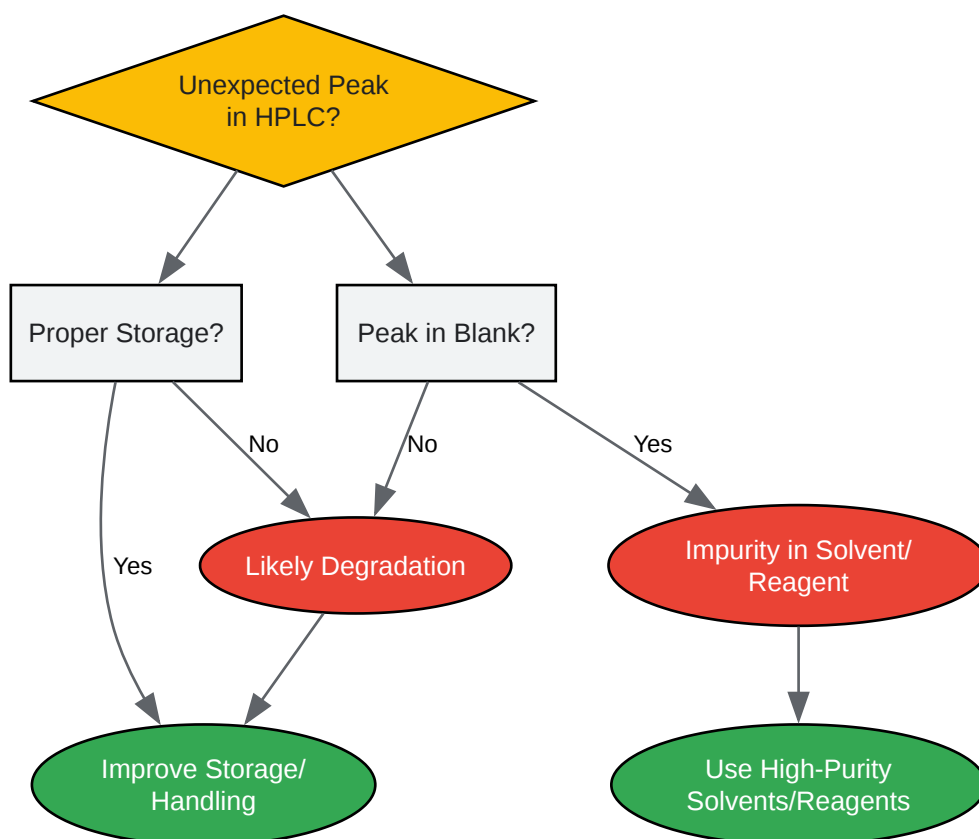 Unexpected Peak
in HPLC?
Proper Storage?
Peak in Blank?
No
No
Yes
Likely Degradation
Impurity in Solvent/
Reagent
Yes
Improve Storage/
Handling
Use High-Purity
Solvents/Reagents